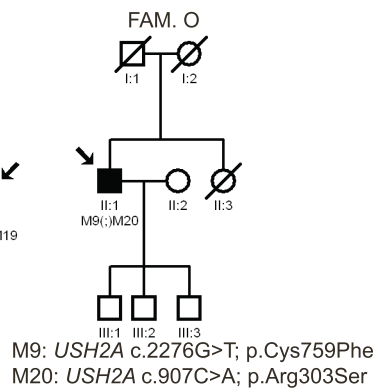 FAM. O
I:1 I:2
II:1 II:2 II:3
M9(;)M20
M19
III:1 III:2 III:3
M9: USH2A c.2276G>T; p.Cys759Phe
M20: USH2A c.907C>A; p.Arg303Ser